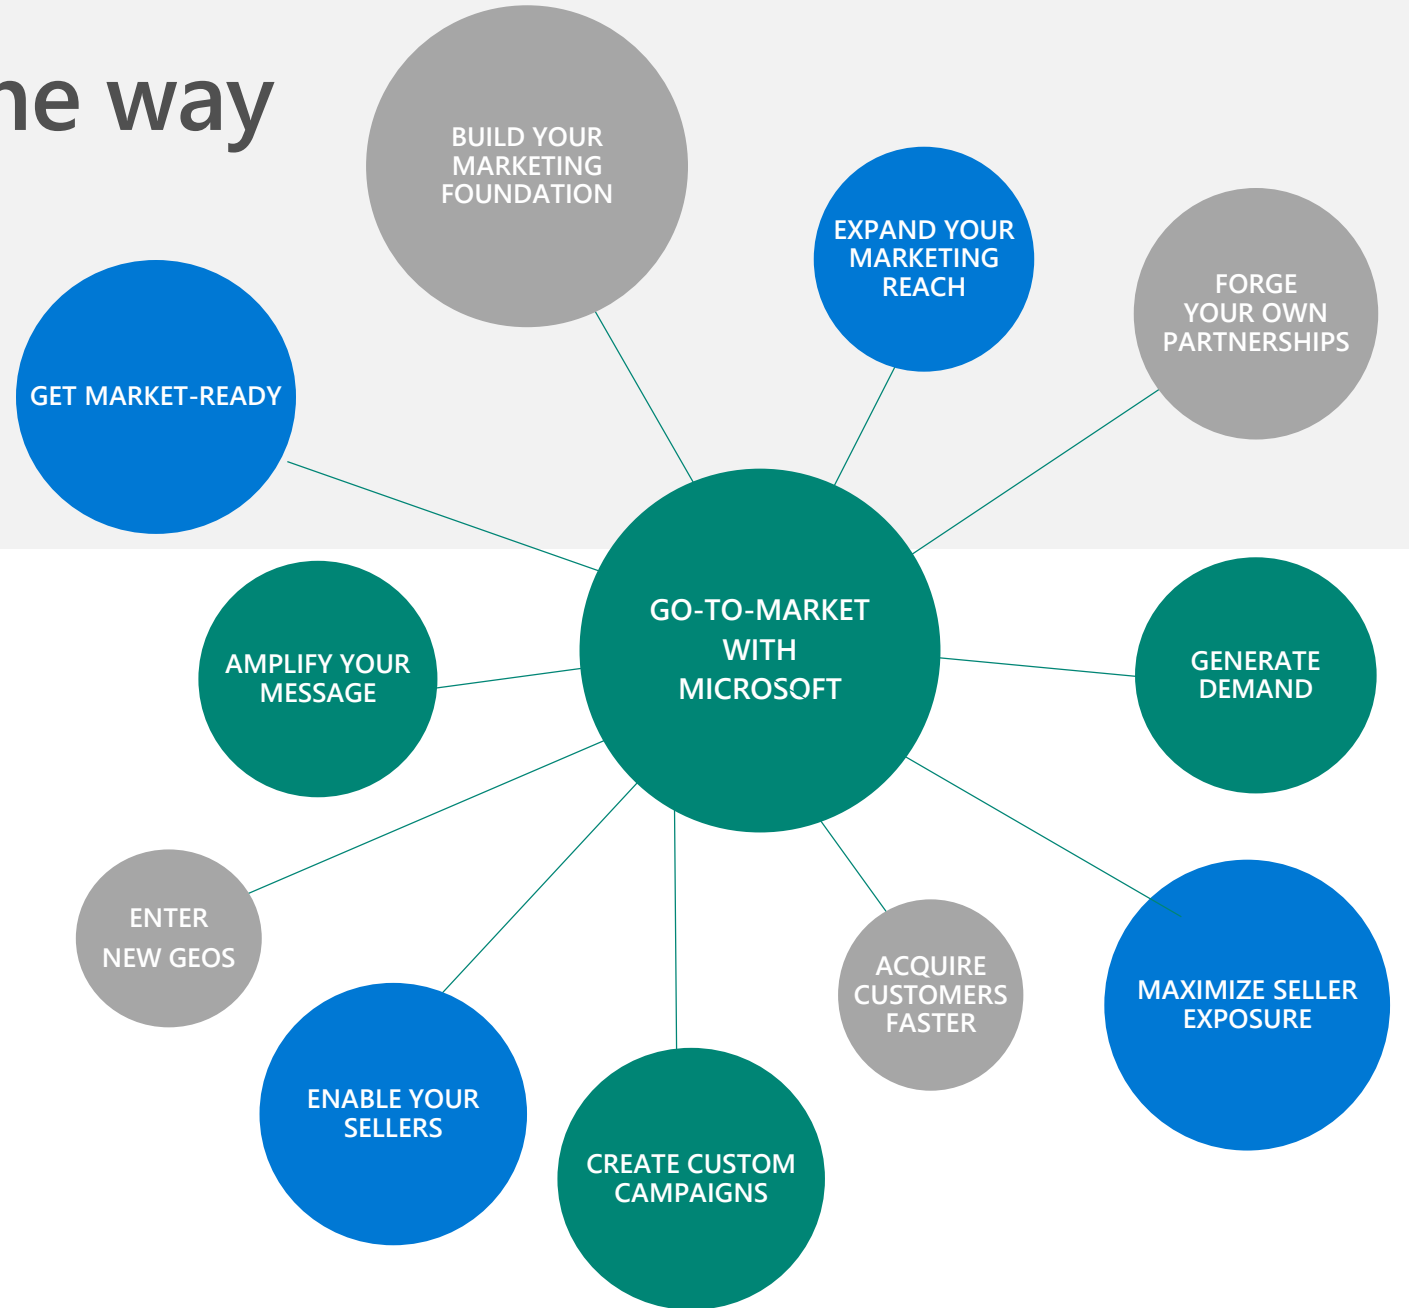 he way
BUILD YOUR
MARKETING
FOUNDATION
EXPAND YOUR
MARKETING
REACH
FORGE
YOUR OWN
PARTNERSHIPS
GET MARKET-READY
GO-TO-MARKET
WITH
MICROSOFT
AMPLIFY YOUR
MESSAGE
GENERATE
DEMAND
ENTER
NEW GEOS
ACQUIRE
CUSTOMERS
FASTER
MAXIMIZE SELLER
EXPOSURE
ENABLE YOUR
SELLERS
CREATE CUSTOM
CAMPAIGNS